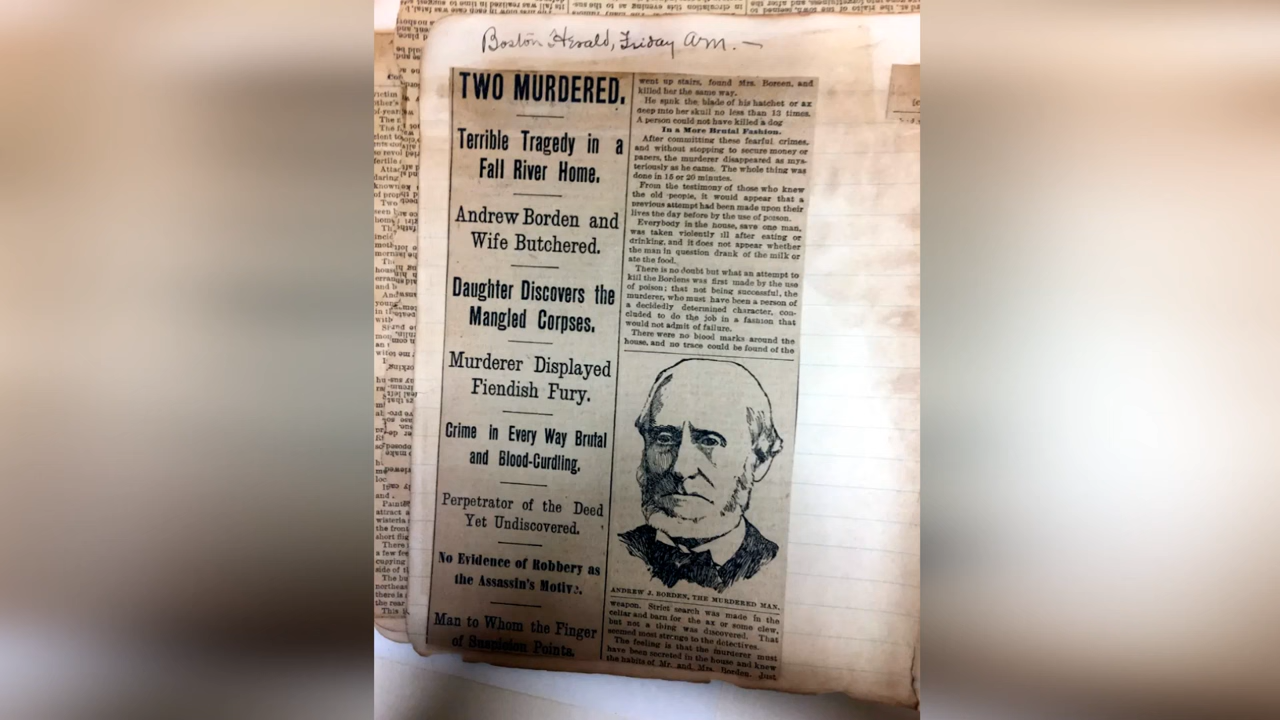 Boston Herald, Friday am. —
TWO MURDERED.
Terrible Tragedy in a
Fall River Home.
Andrew Borden and
Wife Butchered.
Daughter Discovers the
Mangled Corpses.
Murderer Displayed
Fiendish Fury.
Crime in Every Way Brutal
and Blood-Curdling.
Perpetrator of the Deed
Yet Undiscovered.
No Evidence of Robbery as
the Assassin's Motive.
Man to Whom the Finger
of Suspicion Points.
went up stairs, found Mrs. Borden, and
killed her the same way.
He sunk the blade of his hatchet or ax
deep into her skull no less than 13 times.
A person could not have killed a dog
In a More Brutal Fashion.
After committing these fearful crimes,
and without stopping to secure money or
papers, the murderer disappeared as mys-
teriously as he came. The whole thing was
done in 15 or 20 minutes.
From the testimony of those who knew
the old people, it would appear that a
previous attempt had been made upon their
lives the day before by the use of poison.
Everybody in the house, save one man,
was taken violently ill after eating or
drinking, and it does not appear whether
the man in question drank of the milk or
ate the food.
There is no doubt but what an attempt to
kill the Bordens was first made by the use
of poison; that not being successful, the
murderer, who must have been a person of
a decidedly determined character, con-
cluded to do the job in a fashion that
would not admit of failure.
There were no blood marks around the
house, and no trace could be found of the
ANDREW J. BORDEN, THE MURDERED MAN.
weapon. Strict search was made in the
cellar and barn for the ax or some clew,
but not a thing was discovered. That
seemed most strange to the detectives.
The feeling is that the murderer must
have been secreted in the house and knew
the habits of Mr. and Mrs. Borden. Just